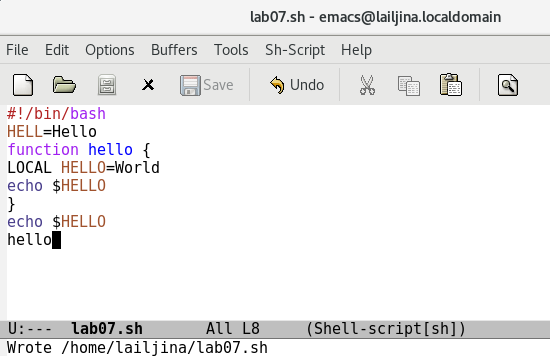 lab07.sh - emacs@lailjina.localdomain
File Edit Options Buffers Tools Sh-Script Help
Save Undo
#!/bin/bash
HELL=Hello
function hello {
LOCAL HELLO=World
echo $HELLO
}
echo $HELLO
hello
U:--- lab07.sh All L8 (Shell-script[sh])
Wrote /home/lailjina/lab07.sh